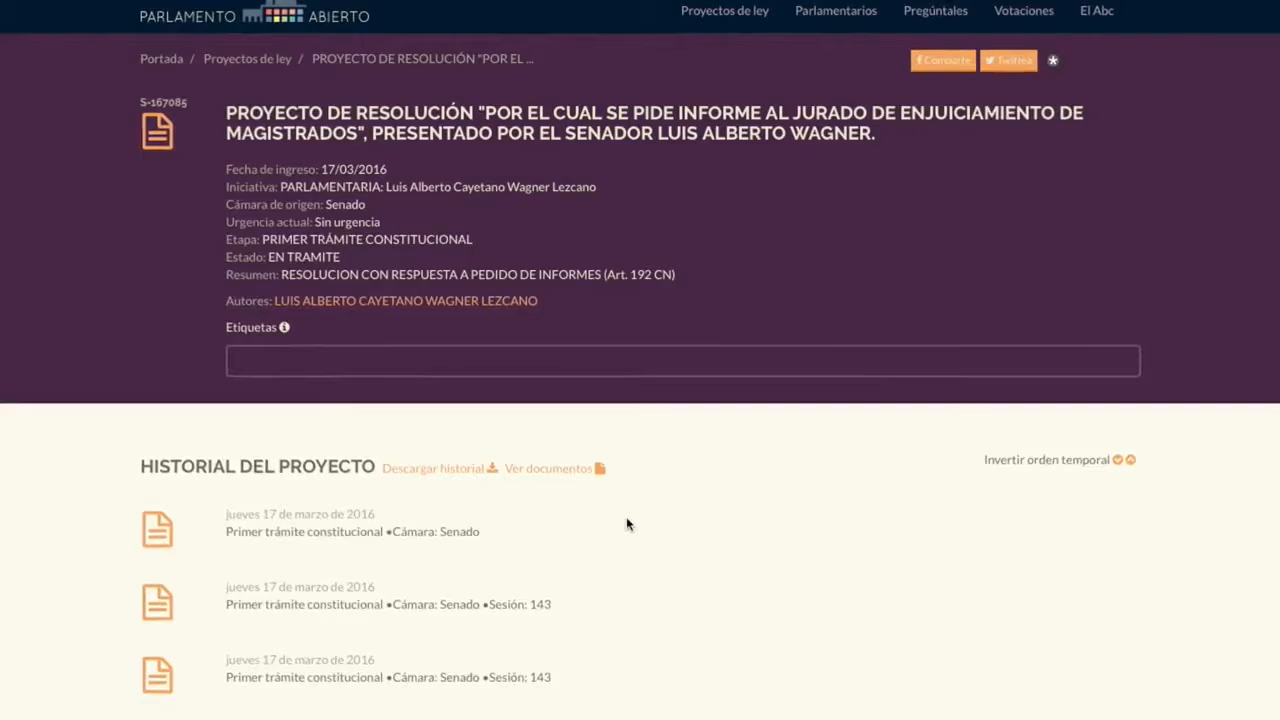 PARLAMENTO ABIERTO
Proyectos de ley Parlamentarios Pregúntales Votaciones El Abc
Portada / Proyectos de ley / PROYECTO DE RESOLUCIÓN "POR EL ...
Comparte Twittea
S-167085
PROYECTO DE RESOLUCIÓN "POR EL CUAL SE PIDE INFORME AL JURADO DE ENJUICIAMIENTO DE
MAGISTRADOS", PRESENTADO POR EL SENADOR LUIS ALBERTO WAGNER.
Fecha de ingreso: 17/03/2016
Iniciativa: PARLAMENTARIA: Luis Alberto Cayetano Wagner Lezcano
Cámara de origen: Senado
Urgencia actual: Sin urgencia
Etapa: PRIMER TRÁMITE CONSTITUCIONAL
Estado: EN TRAMITE
Resumen: RESOLUCION CON RESPUESTA A PEDIDO DE INFORMES (Art. 192 CN)
Autores: LUIS ALBERTO CAYETANO WAGNER LEZCANO
Etiquetas
HISTORIAL DEL PROYECTO Descargar historial Ver documentos
Invertir orden temporal
jueves 17 de marzo de 2016
Primer trámite constitucional •Cámara: Senado
jueves 17 de marzo de 2016
Primer trámite constitucional •Cámara: Senado •Sesión: 143
jueves 17 de marzo de 2016
Primer trámite constitucional •Cámara: Senado •Sesión: 143